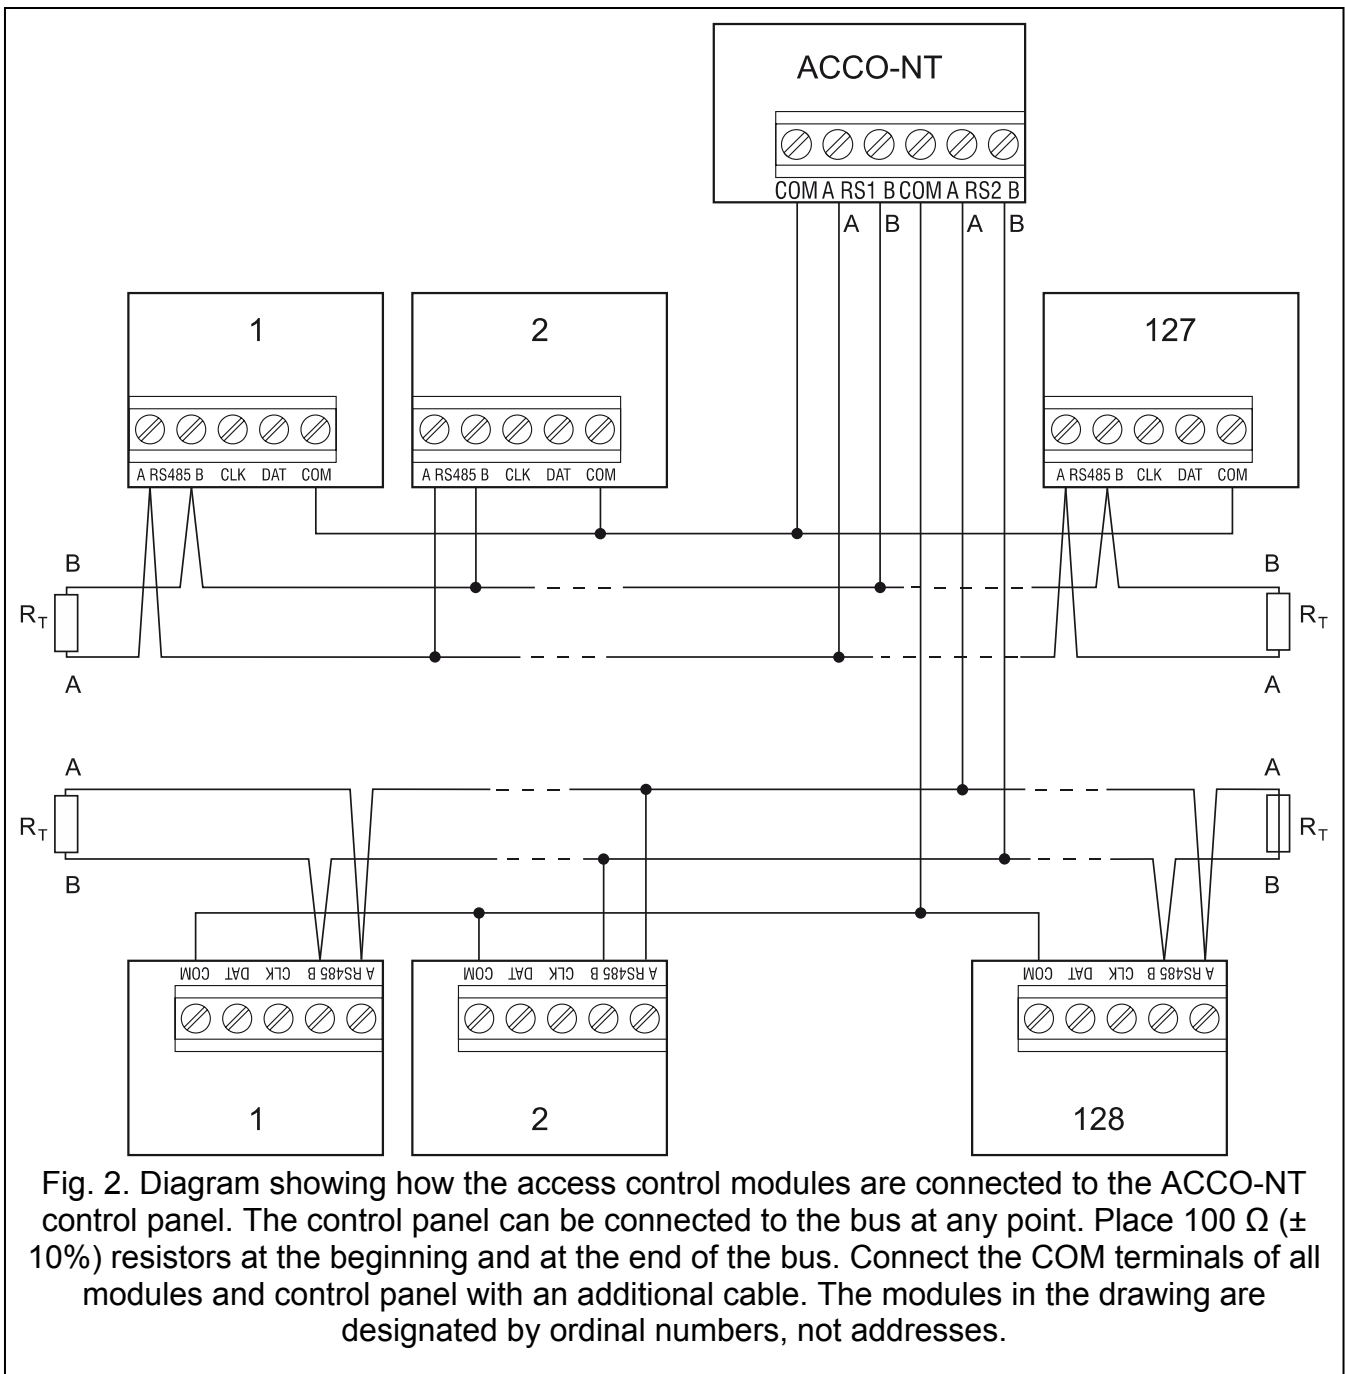 ACCO-NT
COM A RS1 B COM A RS2 B
A B A B
1 2 127
A RS485 B CLK DAT COM
A RS485 B CLK DAT COM
A RS485 B CLK DAT COM
B B
RT RT
A A
A A
RT RT
B B
COM DAT CLK RS485 B A
COM DAT CLK RS485 B A
COM DAT CLK RS485 B A
1 2 128
Fig. 2. Diagram showing how the access control modules are connected to the ACCO-NT
control panel. The control panel can be connected to the bus at any point. Place 100 Ω (±
10%) resistors at the beginning and at the end of the bus. Connect the COM terminals of all
modules and control panel with an additional cable. The modules in the drawing are
designated by ordinal numbers, not addresses.